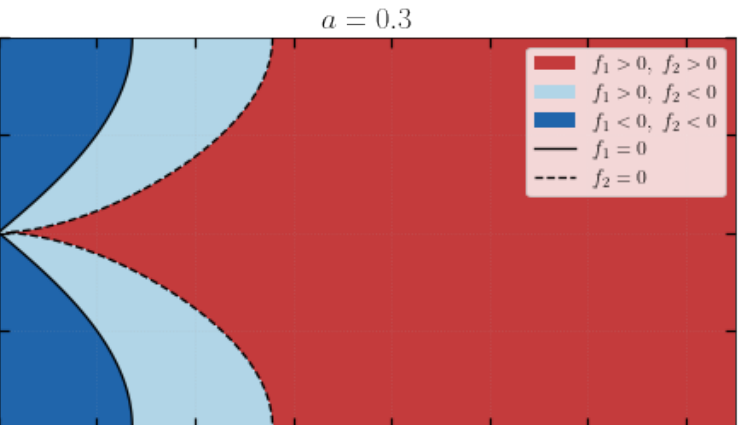 a = 0.3
f₁ > 0, f₂ > 0
f₁ > 0, f₂ < 0
f₁ < 0, f₂ < 0
f₁ = 0
f₂ = 0